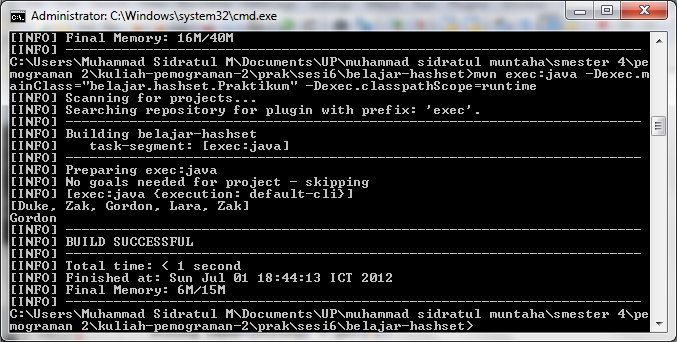 Administrator: C:\Windows\system32\cmd.exe
[INFO] Final Memory: 16M/40M
[INFO] ------------------------------------------------------------------------
C:\Users\Muhammad Sidratul M\Documents\UP\muhammad sidratul muntaha\smester 4\pe
mograman 2\kuliah-pemograman-2\prak\sesi6\belajar-hashset>mvn exec:java -Dexec.m
ainClass="belajar.hashset.Praktikum" -Dexec.classpathScope=runtime
[INFO] Scanning for projects...
[INFO] Searching repository for plugin with prefix: 'exec'.
[INFO] ------------------------------------------------------------------------
[INFO] Building belajar-hashset
[INFO]    task-segment: [exec:java]
[INFO] ------------------------------------------------------------------------
[INFO] Preparing exec:java
[INFO] No goals needed for project - skipping
[INFO] [exec:java {execution: default-cli}]
[Duke, Zak, Gordon, Lara, Zak]
Gordon
[INFO] ------------------------------------------------------------------------
[INFO] BUILD SUCCESSFUL
[INFO] ------------------------------------------------------------------------
[INFO] Total time: < 1 second
[INFO] Finished at: Sun Jul 01 18:44:13 ICT 2012
[INFO] Final Memory: 6M/15M
[INFO] ------------------------------------------------------------------------
C:\Users\Muhammad Sidratul M\Documents\UP\muhammad sidratul muntaha\smester 4\pe
mograman 2\kuliah-pemograman-2\prak\sesi6\belajar-hashset>